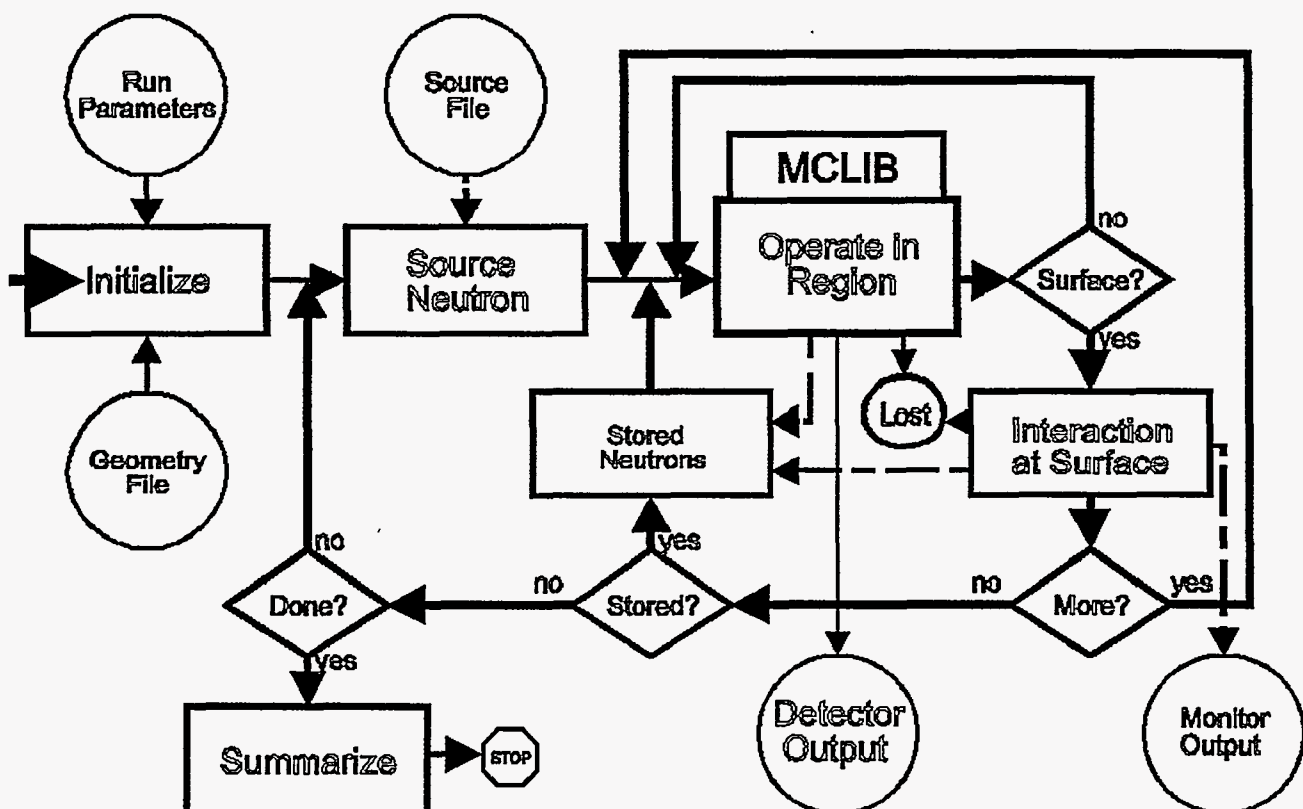 Run
Parameters
Source
File
MCLIB
no
Initialize
Source
Neutron
Operate in
Region
Surface?
yes
Geometry
File
Stored
Neutrons
Lost
Interaction
at Surface
no
yes
Done?
no
Stored?
no
More?
yes
yes
Summarize
STOP
Detector
Output
Monitor
Output